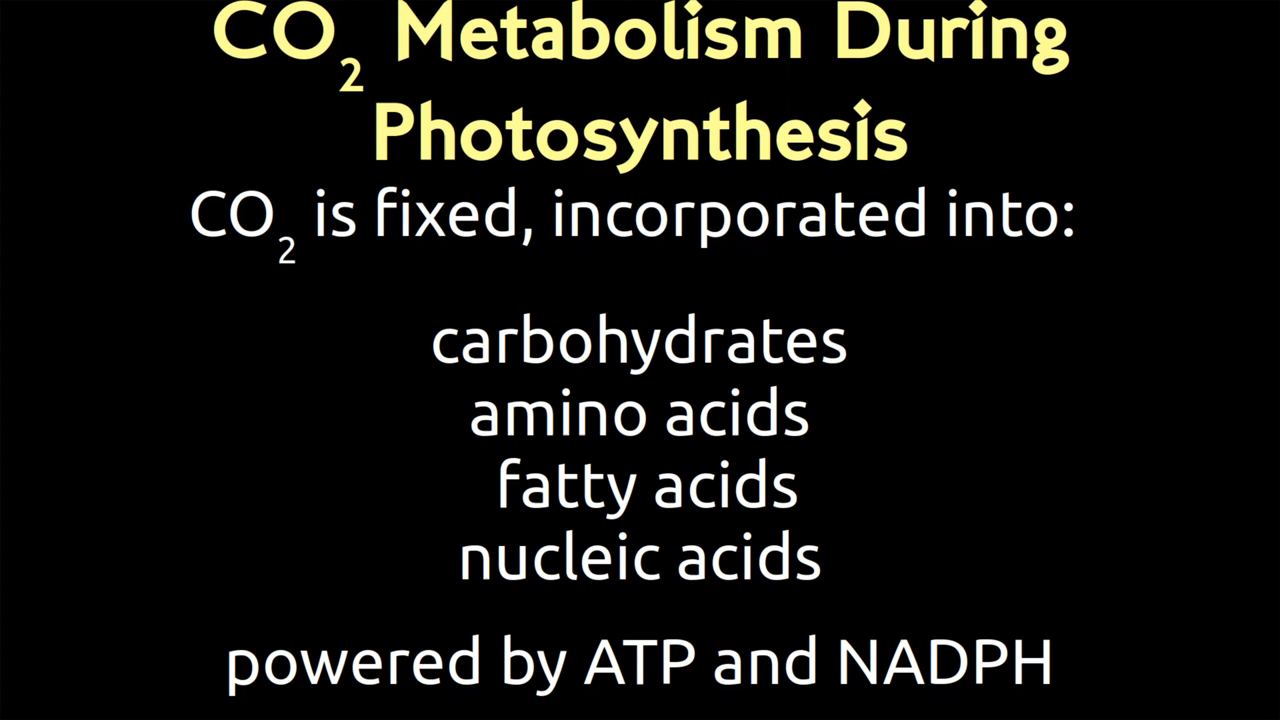 CO₂ Metabolism During
Photosynthesis
CO₂ is fixed, incorporated into:
carbohydrates
amino acids
fatty acids
nucleic acids
powered by ATP and NADPH